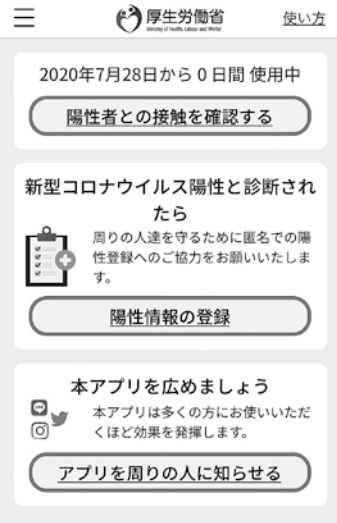 厚生労働省
Ministry of Health, Labour and Welfare
使い方
2020年7月28日から 0 日間 使用中
陽性者との接触を確認する
新型コロナウイルス陽性と診断され
たら
周りの人達を守るために匿名での陽
性登録へのご協力をお願いいたしま
す。
陽性情報の登録
本アプリを広めましょう
本アプリは多くの方にお使いいただ
くほど効果を発揮します。
アプリを周りの人に知らせる